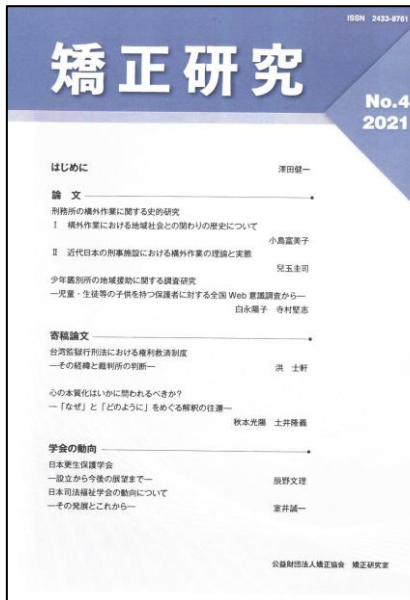 ISSN 2433-8761
矯正研究
No.4
2021
はじめに 澤田健一
論 文
刑務所の構外作業に関する史的研究
Ⅰ 構外作業における地域社会との関わりの歴史について
小島富美子
Ⅱ 近代日本の刑事施設における構外作業の理論と実態
兒玉圭司
少年鑑別所の地域援助に関する調査研究
―児童・生徒等の子供を持つ保護者に対する全国 Web 意識調査から―
白永陽子 寺村堅志
寄稿論文
台湾監獄行刑法における権利救済制度
―その経緯と裁判所の判断― 洪 士軒
心の本質化はいかに問われるべきか?
―「なぜ」と「どのように」をめぐる解釈の往還―
秋本光陽 土井隆義
学会の動向
日本更生保護学会
―設立から今後の展望まで― 辰野文理
日本司法福祉学会の動向について
―その発展とこれから― 室井誠一
公益財団法人矯正協会 矯正研究室